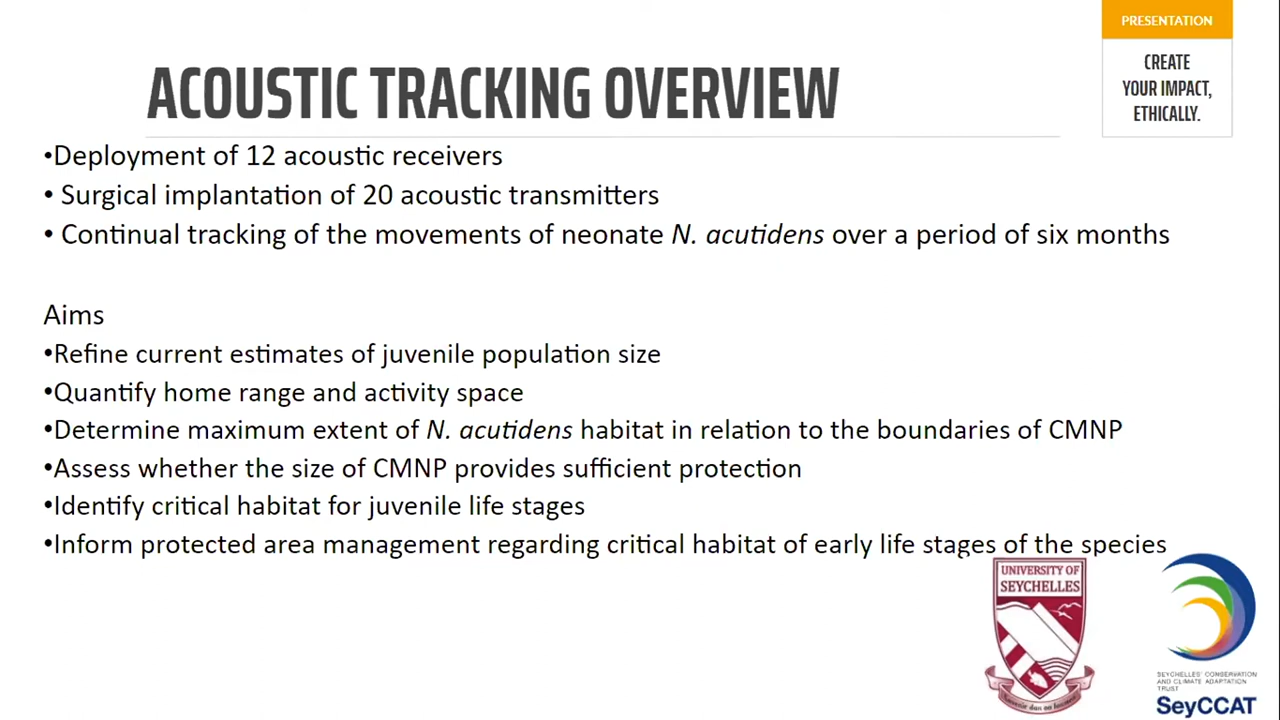 PRESENTATION
CREATE
YOUR IMPACT,
ETHICALLY.
ACOUSTIC TRACKING OVERVIEW
•Deployment of 12 acoustic receivers
• Surgical implantation of 20 acoustic transmitters
• Continual tracking of the movements of neonate N. acutidens over a period of six months
Aims
•Refine current estimates of juvenile population size
•Quantify home range and activity space
•Determine maximum extent of N. acutidens habitat in relation to the boundaries of CMNP
•Assess whether the size of CMNP provides sufficient protection
•Identify critical habitat for juvenile life stages
•Inform protected area management regarding critical habitat of early life stages of the species
UNIVERSITY OF
SEYCHELLES
SEYCHELLES' CONSERVATION
AND CLIMATE ADAPTATION
TRUST
SeyCCAT